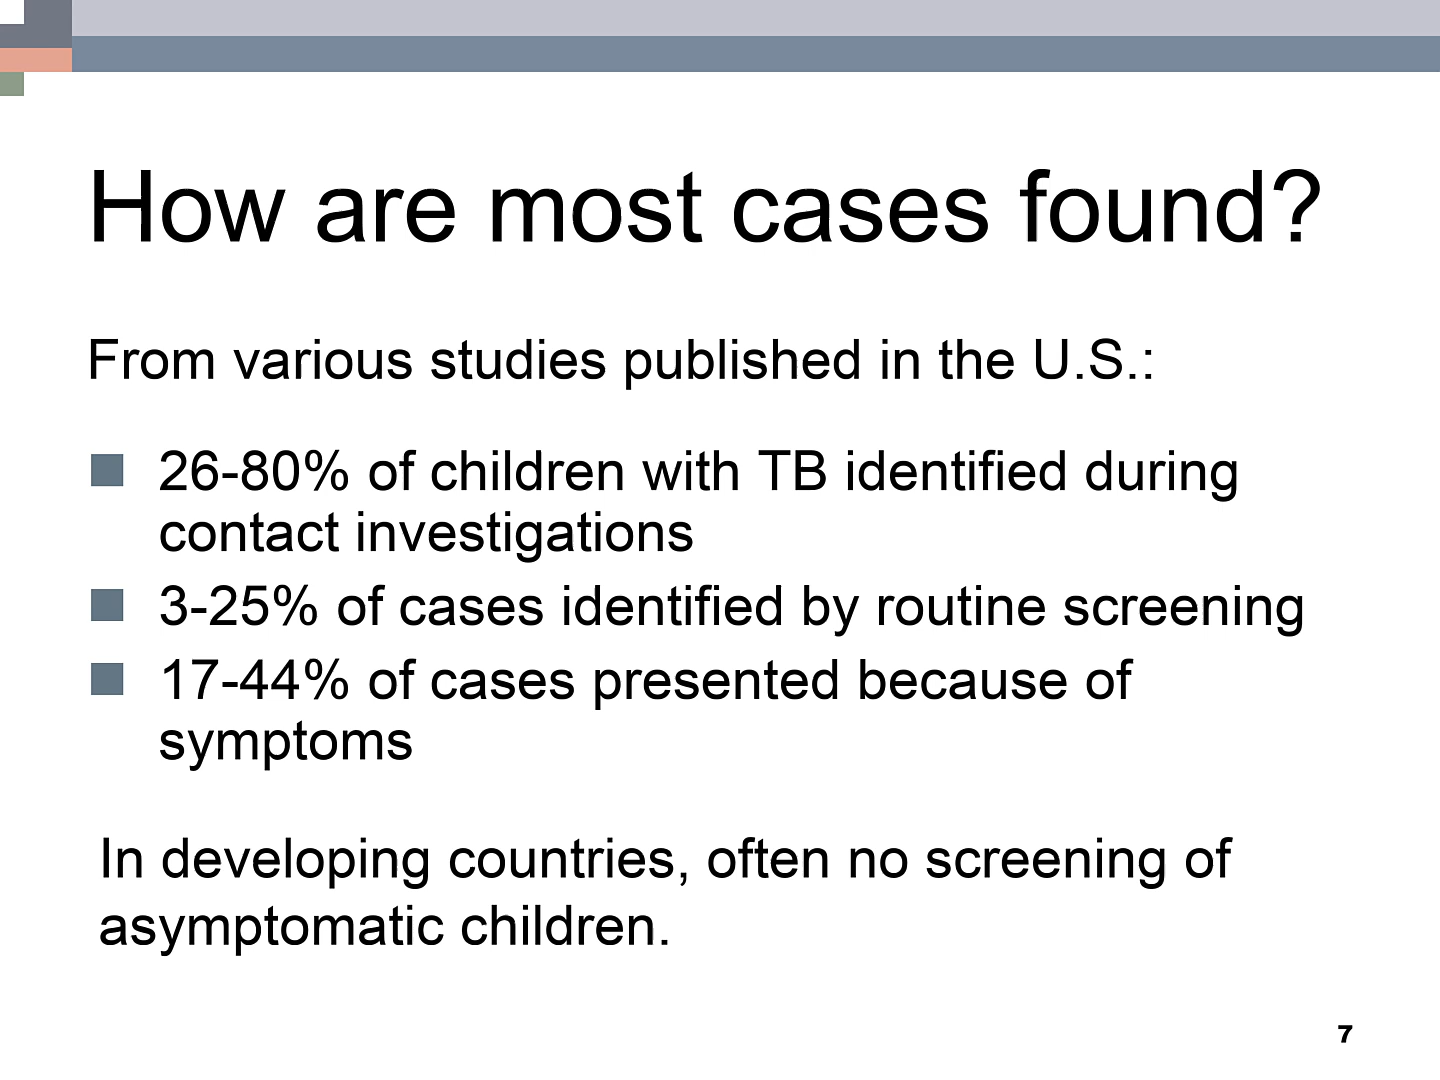 How are most cases found?
From various studies published in the U.S.:
26-80% of children with TB identified during
contact investigations
3-25% of cases identified by routine screening
17-44% of cases presented because of
symptoms
In developing countries, often no screening of
asymptomatic children.
7